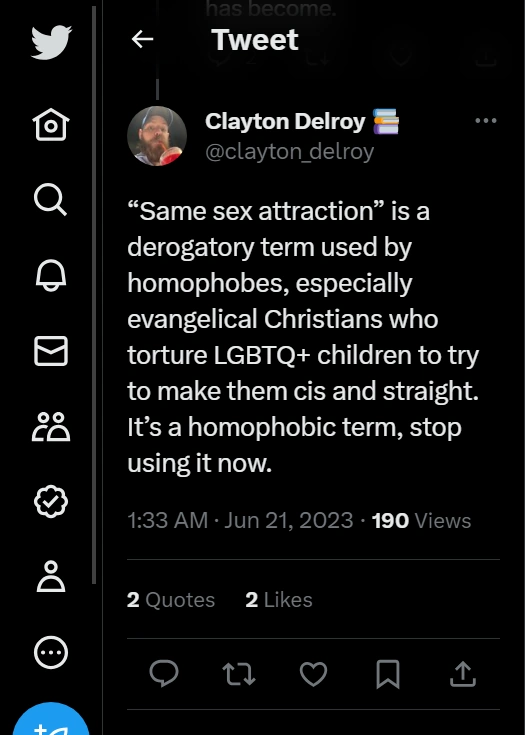 has become.
Tweet
Clayton Delroy 📚
@clayton_delroy
“Same sex attraction” is a
derogatory term used by
homophobes, especially
evangelical Christians who
torture LGBTQ+ children to try
to make them cis and straight.
It’s a homophobic term, stop
using it now.
1:33 AM · Jun 21, 2023 · 190 Views
2 Quotes 2 Likes